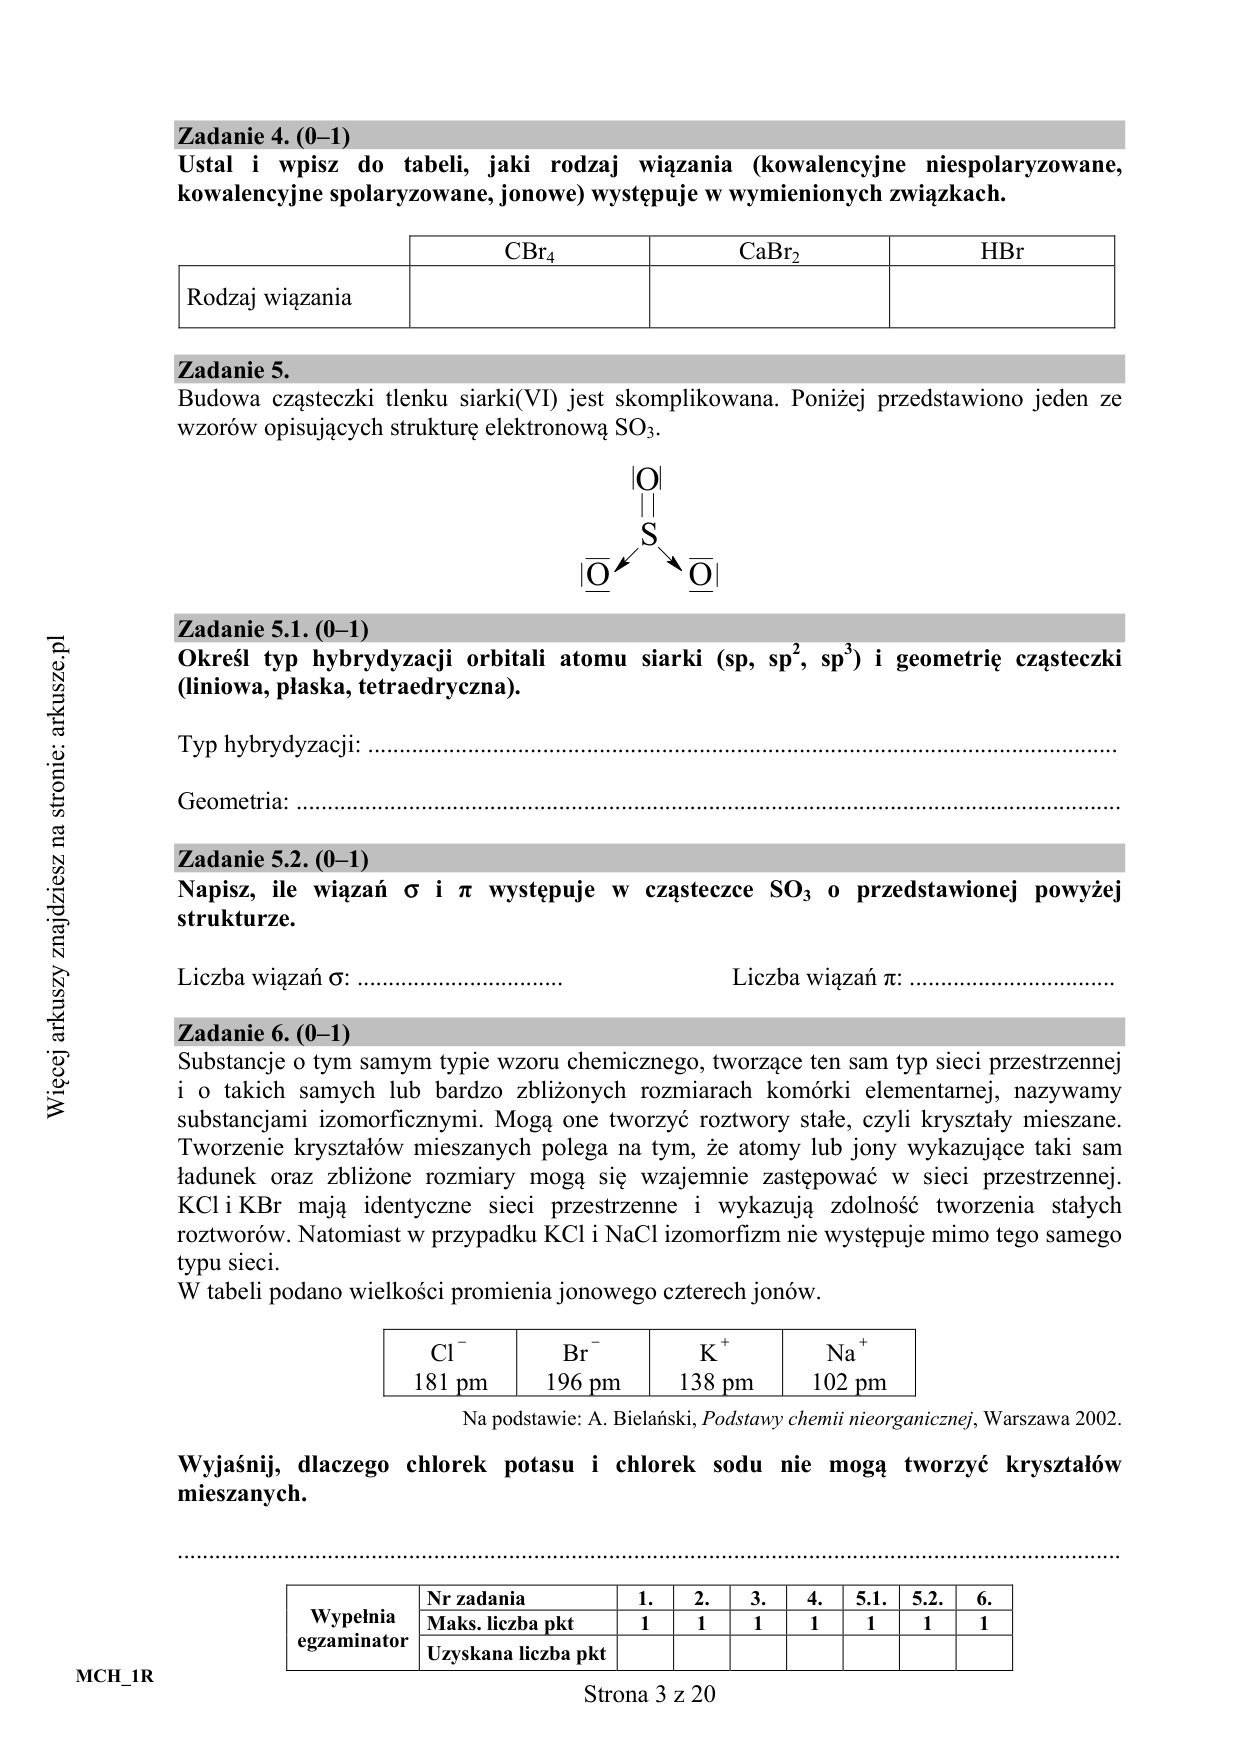 Zadanie 4. (0–1)
Ustal i wpisz do tabeli, jaki rodzaj wiązania (kowalencyjne niespolaryzowane,
kowalencyjne spolaryzowane, jonowe) występuje w wymienionych związkach.
CBr₄ CaBr₂ HBr
Rodzaj wiązania
Zadanie 5.
Budowa cząsteczki tlenku siarki(VI) jest skomplikowana. Poniżej przedstawiono jeden ze
wzorów opisujących strukturę elektronową SO₃.
O
S
O O
Zadanie 5.1. (0–1)
Określ typ hybrydyzacji orbitali atomu siarki (sp, sp², sp³) i geometrię cząsteczki
(liniowa, płaska, tetraedryczna).
Typ hybrydyzacji: ........................................................................................................................
Geometria: ....................................................................................................................................
Zadanie 5.2. (0–1)
Napisz, ile wiązań σ i π występuje w cząsteczce SO₃ o przedstawionej powyżej
strukturze.
Liczba wiązań σ: ................................. Liczba wiązań π: .................................
Zadanie 6. (0–1)
Substancje o tym samym typie wzoru chemicznego, tworzące ten sam typ sieci przestrzennej
i o takich samych lub bardzo zbliżonych rozmiarach komórki elementarnej, nazywamy
substancjami izomorficznymi. Mogą one tworzyć roztwory stałe, czyli kryształy mieszane.
Tworzenie kryształów mieszanych polega na tym, że atomy lub jony wykazujące taki sam
ładunek oraz zbliżone rozmiary mogą się wzajemnie zastępować w sieci przestrzennej.
KCl i KBr mają identyczne sieci przestrzenne i wykazują zdolność tworzenia stałych
roztworów. Natomiast w przypadku KCl i NaCl izomorfizm nie występuje mimo tego samego
typu sieci.
W tabeli podano wielkości promienia jonowego czterech jonów.
Cl⁻ Br⁻ K⁺ Na⁺
181 pm 196 pm 138 pm 102 pm
Na podstawie: A. Bielański, Podstawy chemii nieorganicznej, Warszawa 2002.
Wyjaśnij, dlaczego chlorek potasu i chlorek sodu nie mogą tworzyć kryształów
mieszanych.
.......................................................................................................................................................
Wypełnia egzaminator
Nr zadania 1. 2. 3. 4. 5.1. 5.2. 6.
Maks. liczba pkt 1 1 1 1 1 1 1
Uzyskana liczba pkt
MCH_1R
Strona 3 z 20
Więcej arkuszy znajdziesz na stronie: arkusze.pl